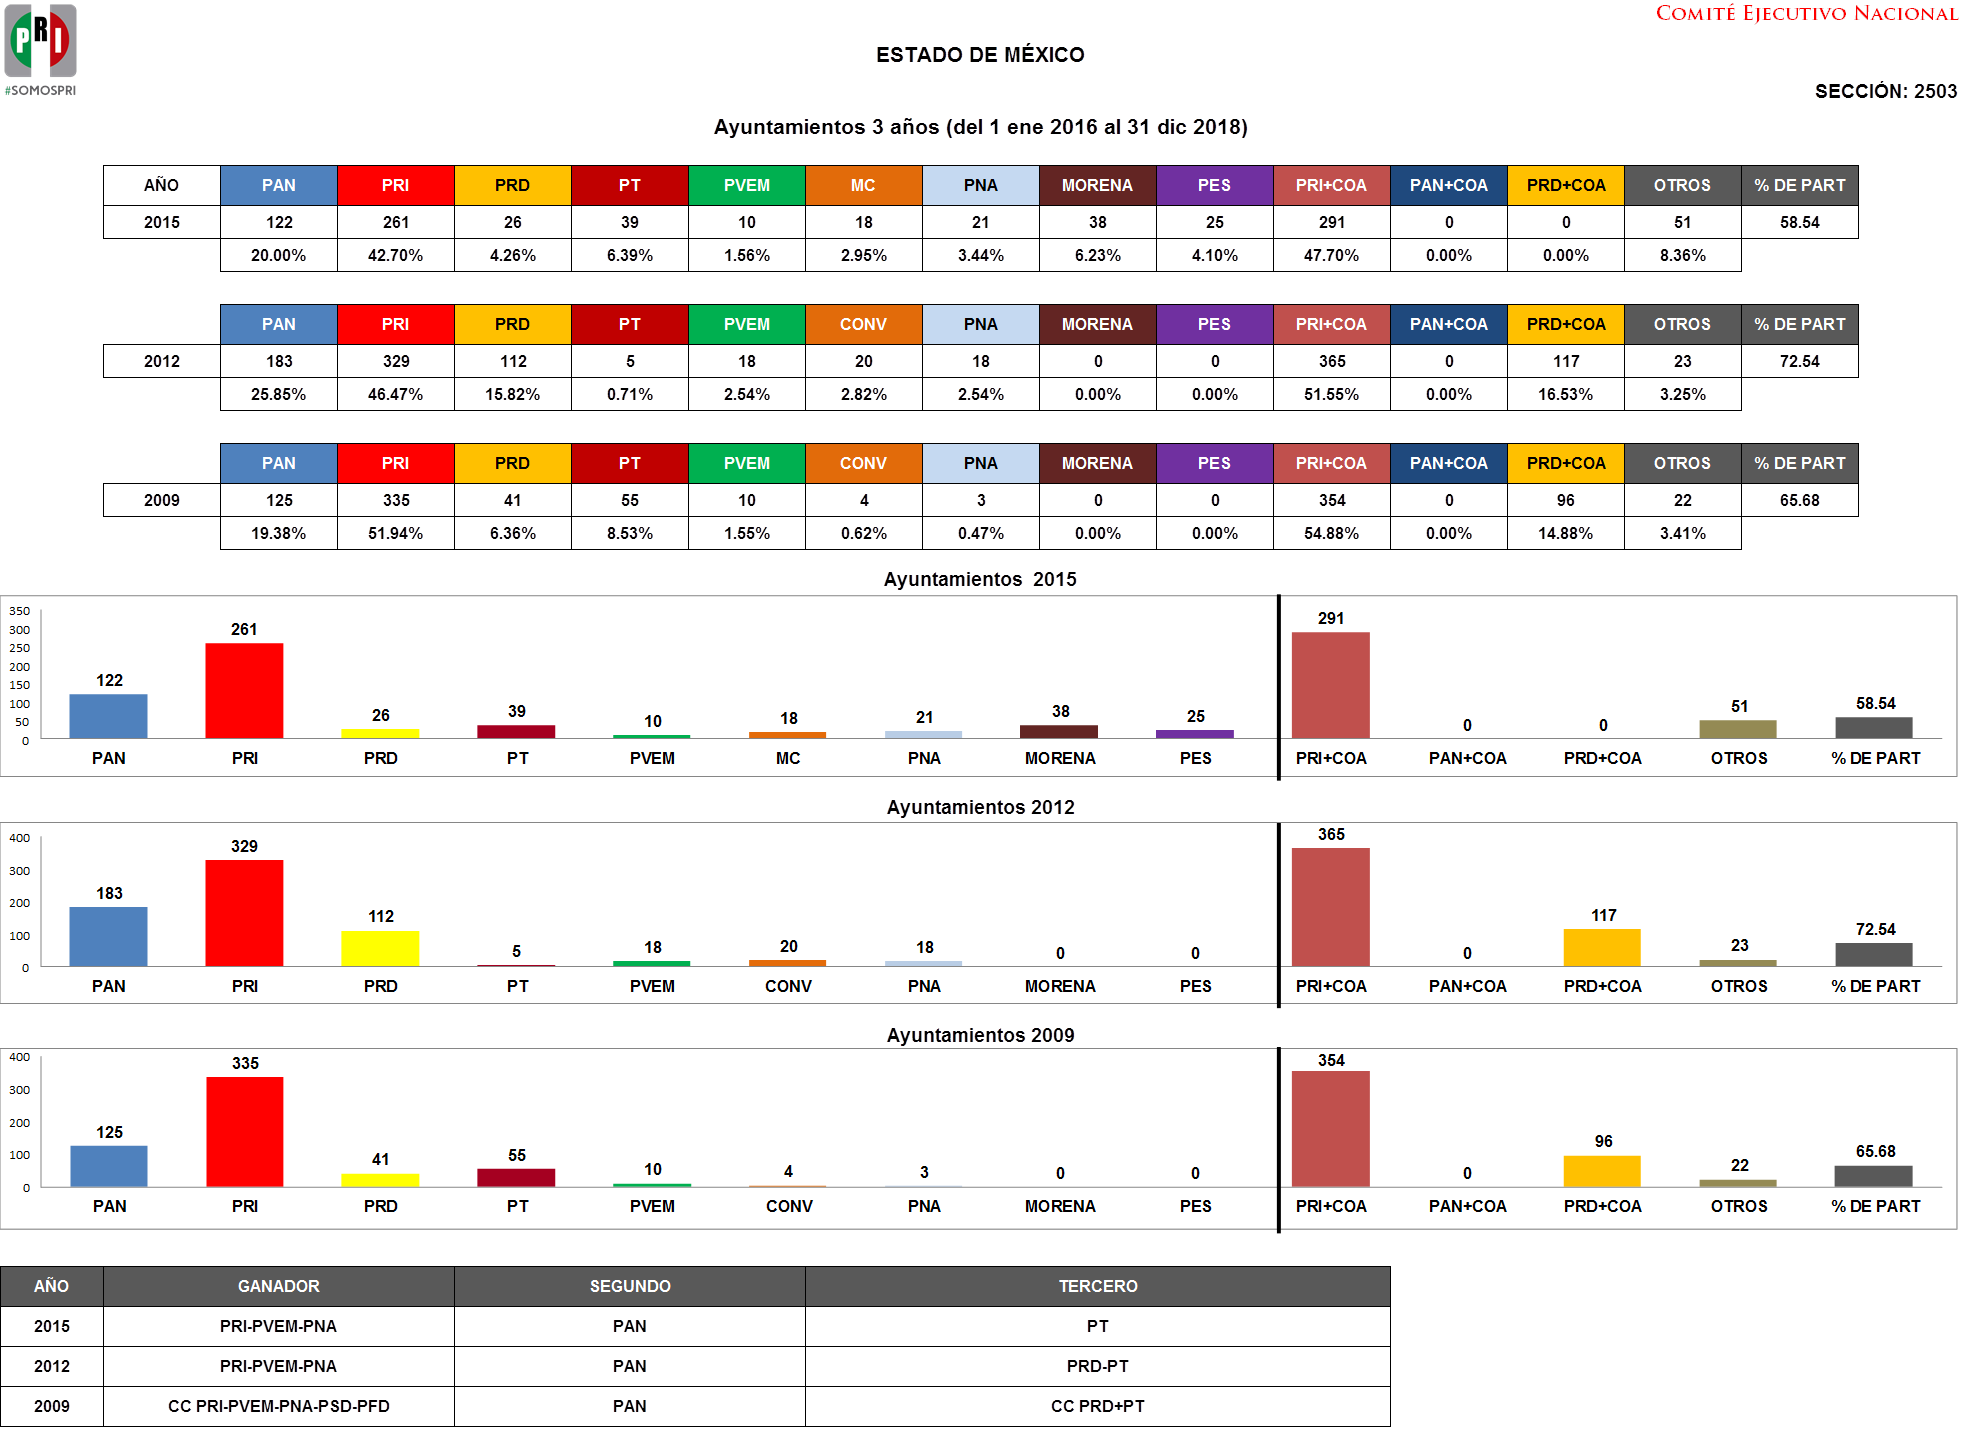 PRI
#SOMOSPRI
COMITÉ EJECUTIVO NACIONAL
ESTADO DE MÉXICO
SECCIÓN: 2503
Ayuntamientos 3 años (del 1 ene 2016 al 31 dic 2018)
AÑO PAN PRI PRD PT PVEM MC PNA MORENA PES PRI+COA PAN+COA PRD+COA OTROS % DE PART
2015 122 261 26 39 10 18 21 38 25 291 0 0 51 58.54
20.00% 42.70% 4.26% 6.39% 1.56% 2.95% 3.44% 6.23% 4.10% 47.70% 0.00% 0.00% 8.36%
PAN PRI PRD PT PVEM CONV PNA MORENA PES PRI+COA PAN+COA PRD+COA OTROS % DE PART
2012 183 329 112 5 18 20 18 0 0 365 0 117 23 72.54
25.85% 46.47% 15.82% 0.71% 2.54% 2.82% 2.54% 0.00% 0.00% 51.55% 0.00% 16.53% 3.25%
PAN PRI PRD PT PVEM CONV PNA MORENA PES PRI+COA PAN+COA PRD+COA OTROS % DE PART
2009 125 335 41 55 10 4 3 0 0 354 0 96 22 65.68
19.38% 51.94% 6.36% 8.53% 1.55% 0.62% 0.47% 0.00% 0.00% 54.88% 0.00% 14.88% 3.41%
Ayuntamientos 2015
350
300
250
200
150
100
50
0
122 261 26 39 10 18 21 38 25 291 0 0 51 58.54
PAN PRI PRD PT PVEM MC PNA MORENA PES PRI+COA PAN+COA PRD+COA OTROS % DE PART
Ayuntamientos 2012
400
300
200
100
0
183 329 112 5 18 20 18 0 0 365 0 117 23 72.54
PAN PRI PRD PT PVEM CONV PNA MORENA PES PRI+COA PAN+COA PRD+COA OTROS % DE PART
Ayuntamientos 2009
400
300
200
100
0
125 335 41 55 10 4 3 0 0 354 0 96 22 65.68
PAN PRI PRD PT PVEM CONV PNA MORENA PES PRI+COA PAN+COA PRD+COA OTROS % DE PART
AÑO GANADOR SEGUNDO TERCERO
2015 PRI-PVEM-PNA PAN PT
2012 PRI-PVEM-PNA PAN PRD-PT
2009 CC PRI-PVEM-PNA-PSD-PFD PAN CC PRD+PT